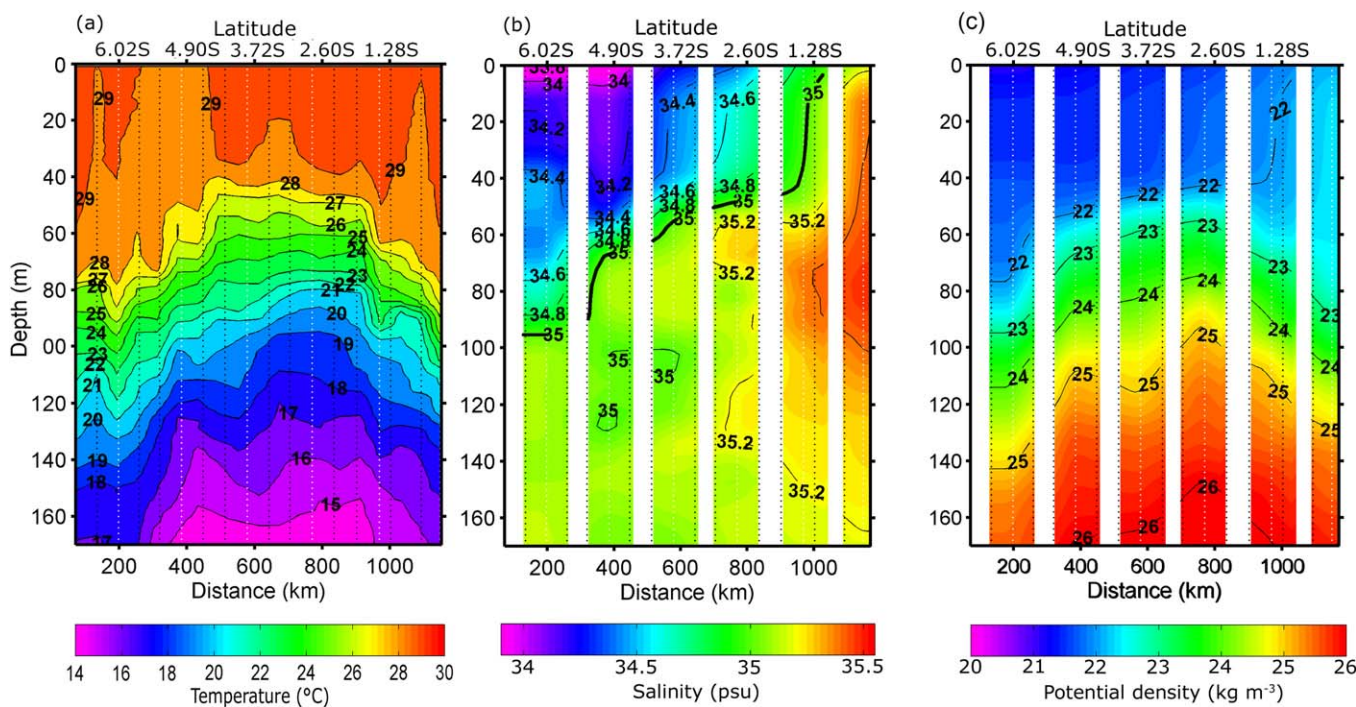 (a) Latitude
6.02S 4.90S 3.72S 2.60S 1.28S
0
20
40
60
80
00
120
140
160
Depth (m)
29 29 29 29 29
28 28
27 27
26 26
25 25
24 24
23 23
22 22
21 21
20 20
19 19
18 18
17 17
16
15
200 400 600 800 1000
Distance (km)
14 16 18 20 22 24 26 28 30
Temperature (°C)
(b) Latitude
6.02S 4.90S 3.72S 2.60S 1.28S
0
20
40
60
80
100
120
140
160
33.8 34 35
34 34.4 34.6
34.2
34.4 34.2 34.6 34.8
34.4 34.8 35
34.6 35 35.2 35.2
34.8
35 35.2
34.6
34.8
35 35 35
35
35.2
35.2
200 400 600 800 1000
Distance (km)
34 34.5 35 35.5
Salinity (psu)
(c) Latitude
6.02S 4.90S 3.72S 2.60S 1.28S
0
20
40
60
80
100
120
140
160
22 22 22 22 22
23 23 23 23 23
24 24 24 24 24 24
25 25 25 25 25 25
26 26 26
200 400 600 800 1000
Distance (km)
20 21 22 23 24 25 26
Potential density (kg m⁻³)